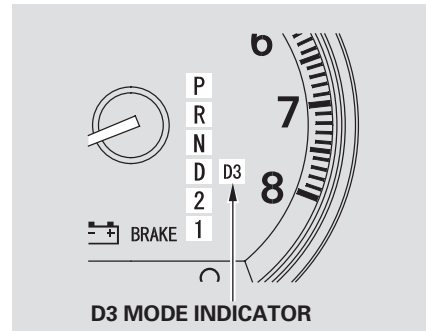 6
P
R
N
D D3
2
1
7
8
- +
BRAKE
D3 MODE INDICATOR